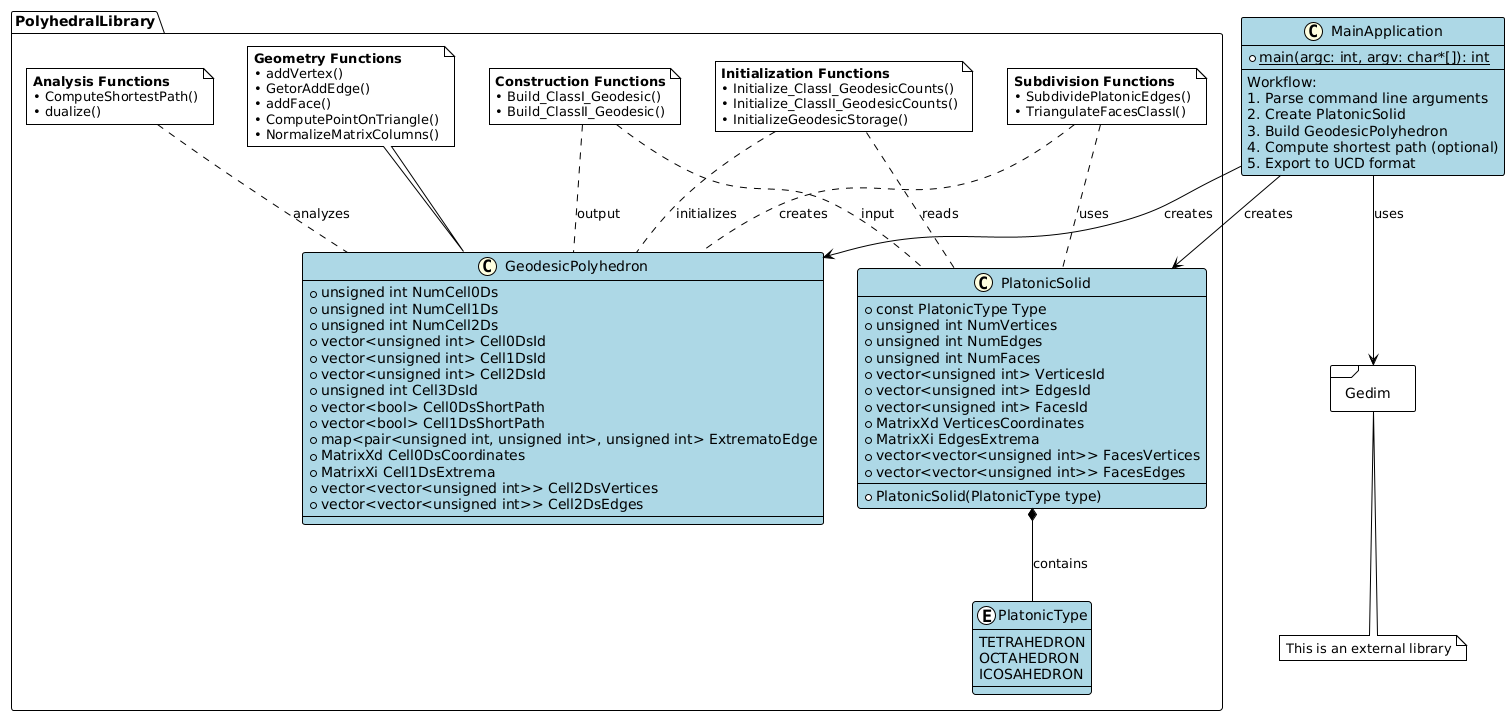 PolyhedralLibrary
Analysis Functions
• ComputeShortestPath()
• dualize()
Geometry Functions
• addVertex()
• GetorAddEdge()
• addFace()
• ComputePointOnTriangle()
• NormalizeMatrixColumns()
Construction Functions
• Build_ClassI_Geodesic()
• Build_ClassII_Geodesic()
Initialization Functions
• Initialize_ClassI_GeodesicCounts()
• Initialize_ClassII_GeodesicCounts()
• InitializeGeodesicStorage()
Subdivision Functions
• SubdividePlatonicEdges()
• TriangulateFacesClassI()
C MainApplication
main(argc: int, argv: char*[]): int
Workflow:
1. Parse command line arguments
2. Create PlatonicSolid
3. Build GeodesicPolyhedron
4. Compute shortest path (optional)
5. Export to UCD format
analyzes
output
initializes
creates
input
reads
uses
creates
creates
uses
C GeodesicPolyhedron
unsigned int NumCell0Ds
unsigned int NumCell1Ds
unsigned int NumCell2Ds
vector<unsigned int> Cell0DsId
vector<unsigned int> Cell1DsId
vector<unsigned int> Cell2DsId
unsigned int Cell3DsId
vector<bool> Cell0DsShortPath
vector<bool> Cell1DsShortPath
map<pair<unsigned int, unsigned int>, unsigned int> ExtrematoEdge
MatrixXd Cell0DsCoordinates
MatrixXi Cell1DsExtrema
vector<vector<unsigned int>> Cell2DsVertices
vector<vector<unsigned int>> Cell2DsEdges
C PlatonicSolid
const PlatonicType Type
unsigned int NumVertices
unsigned int NumEdges
unsigned int NumFaces
vector<unsigned int> VerticesId
vector<unsigned int> EdgesId
vector<unsigned int> FacesId
MatrixXd VerticesCoordinates
MatrixXi EdgesExtrema
vector<vector<unsigned int>> FacesVertices
vector<vector<unsigned int>> FacesEdges
PlatonicSolid(PlatonicType type)
Gedim
contains
E PlatonicType
TETRAHEDRON
OCTAHEDRON
ICOSAHEDRON
This is an external library